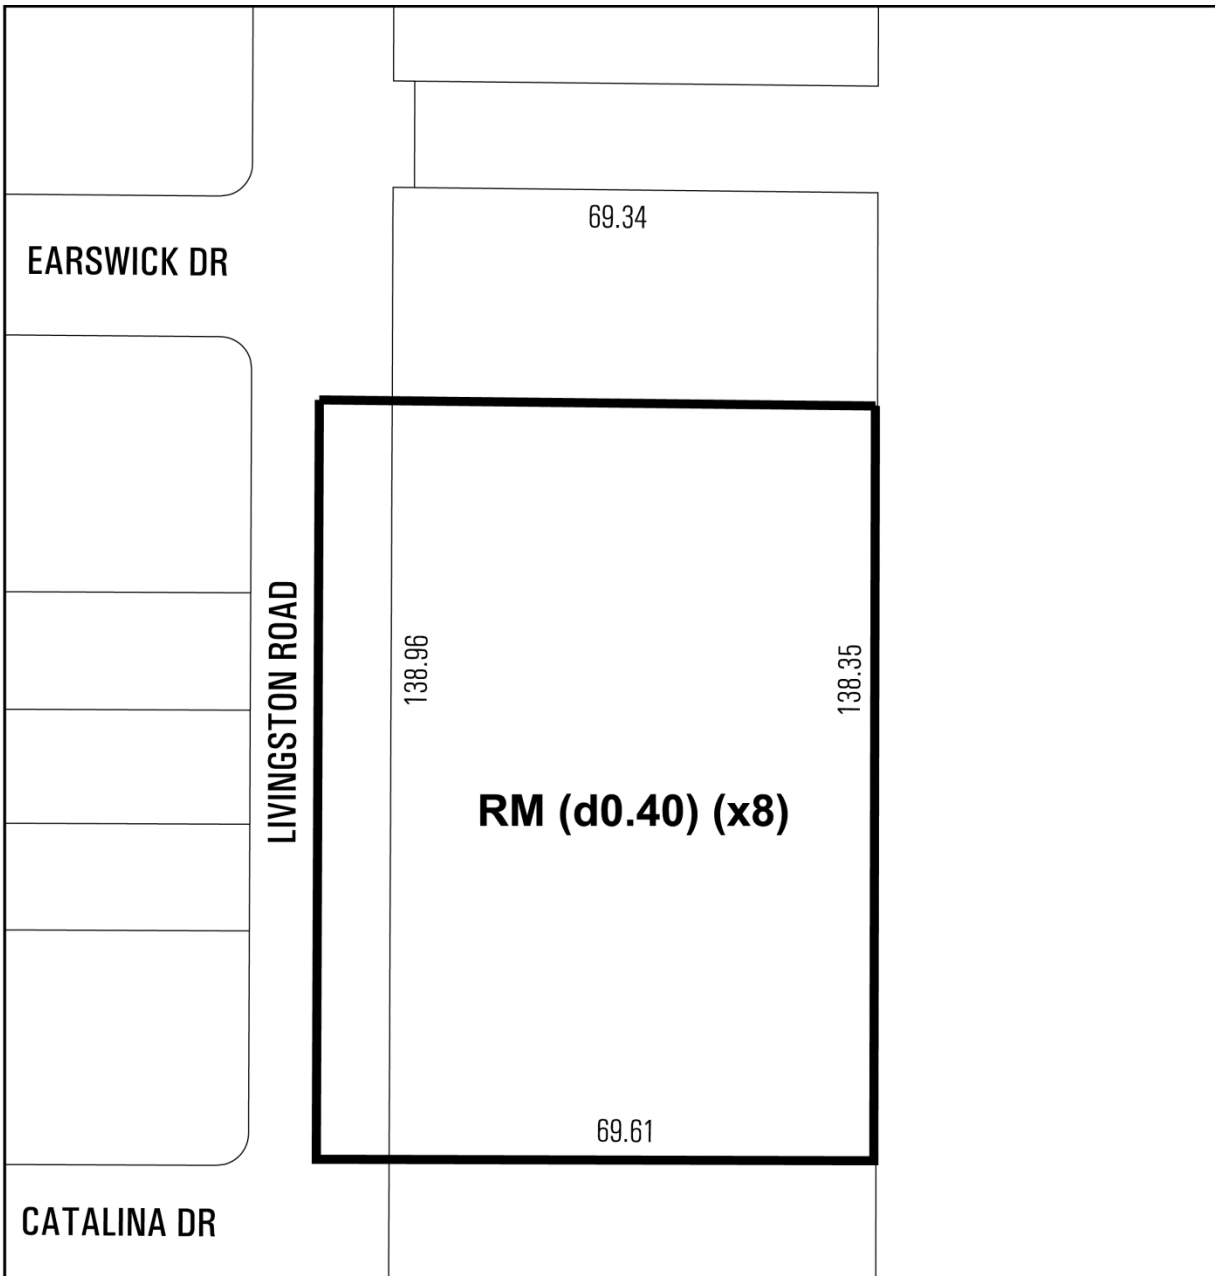 69.34
EARSWICK DR
LIVINGSTON ROAD
138.96
138.35
RM (d0.40) (x8)
69.61
CATALINA DR